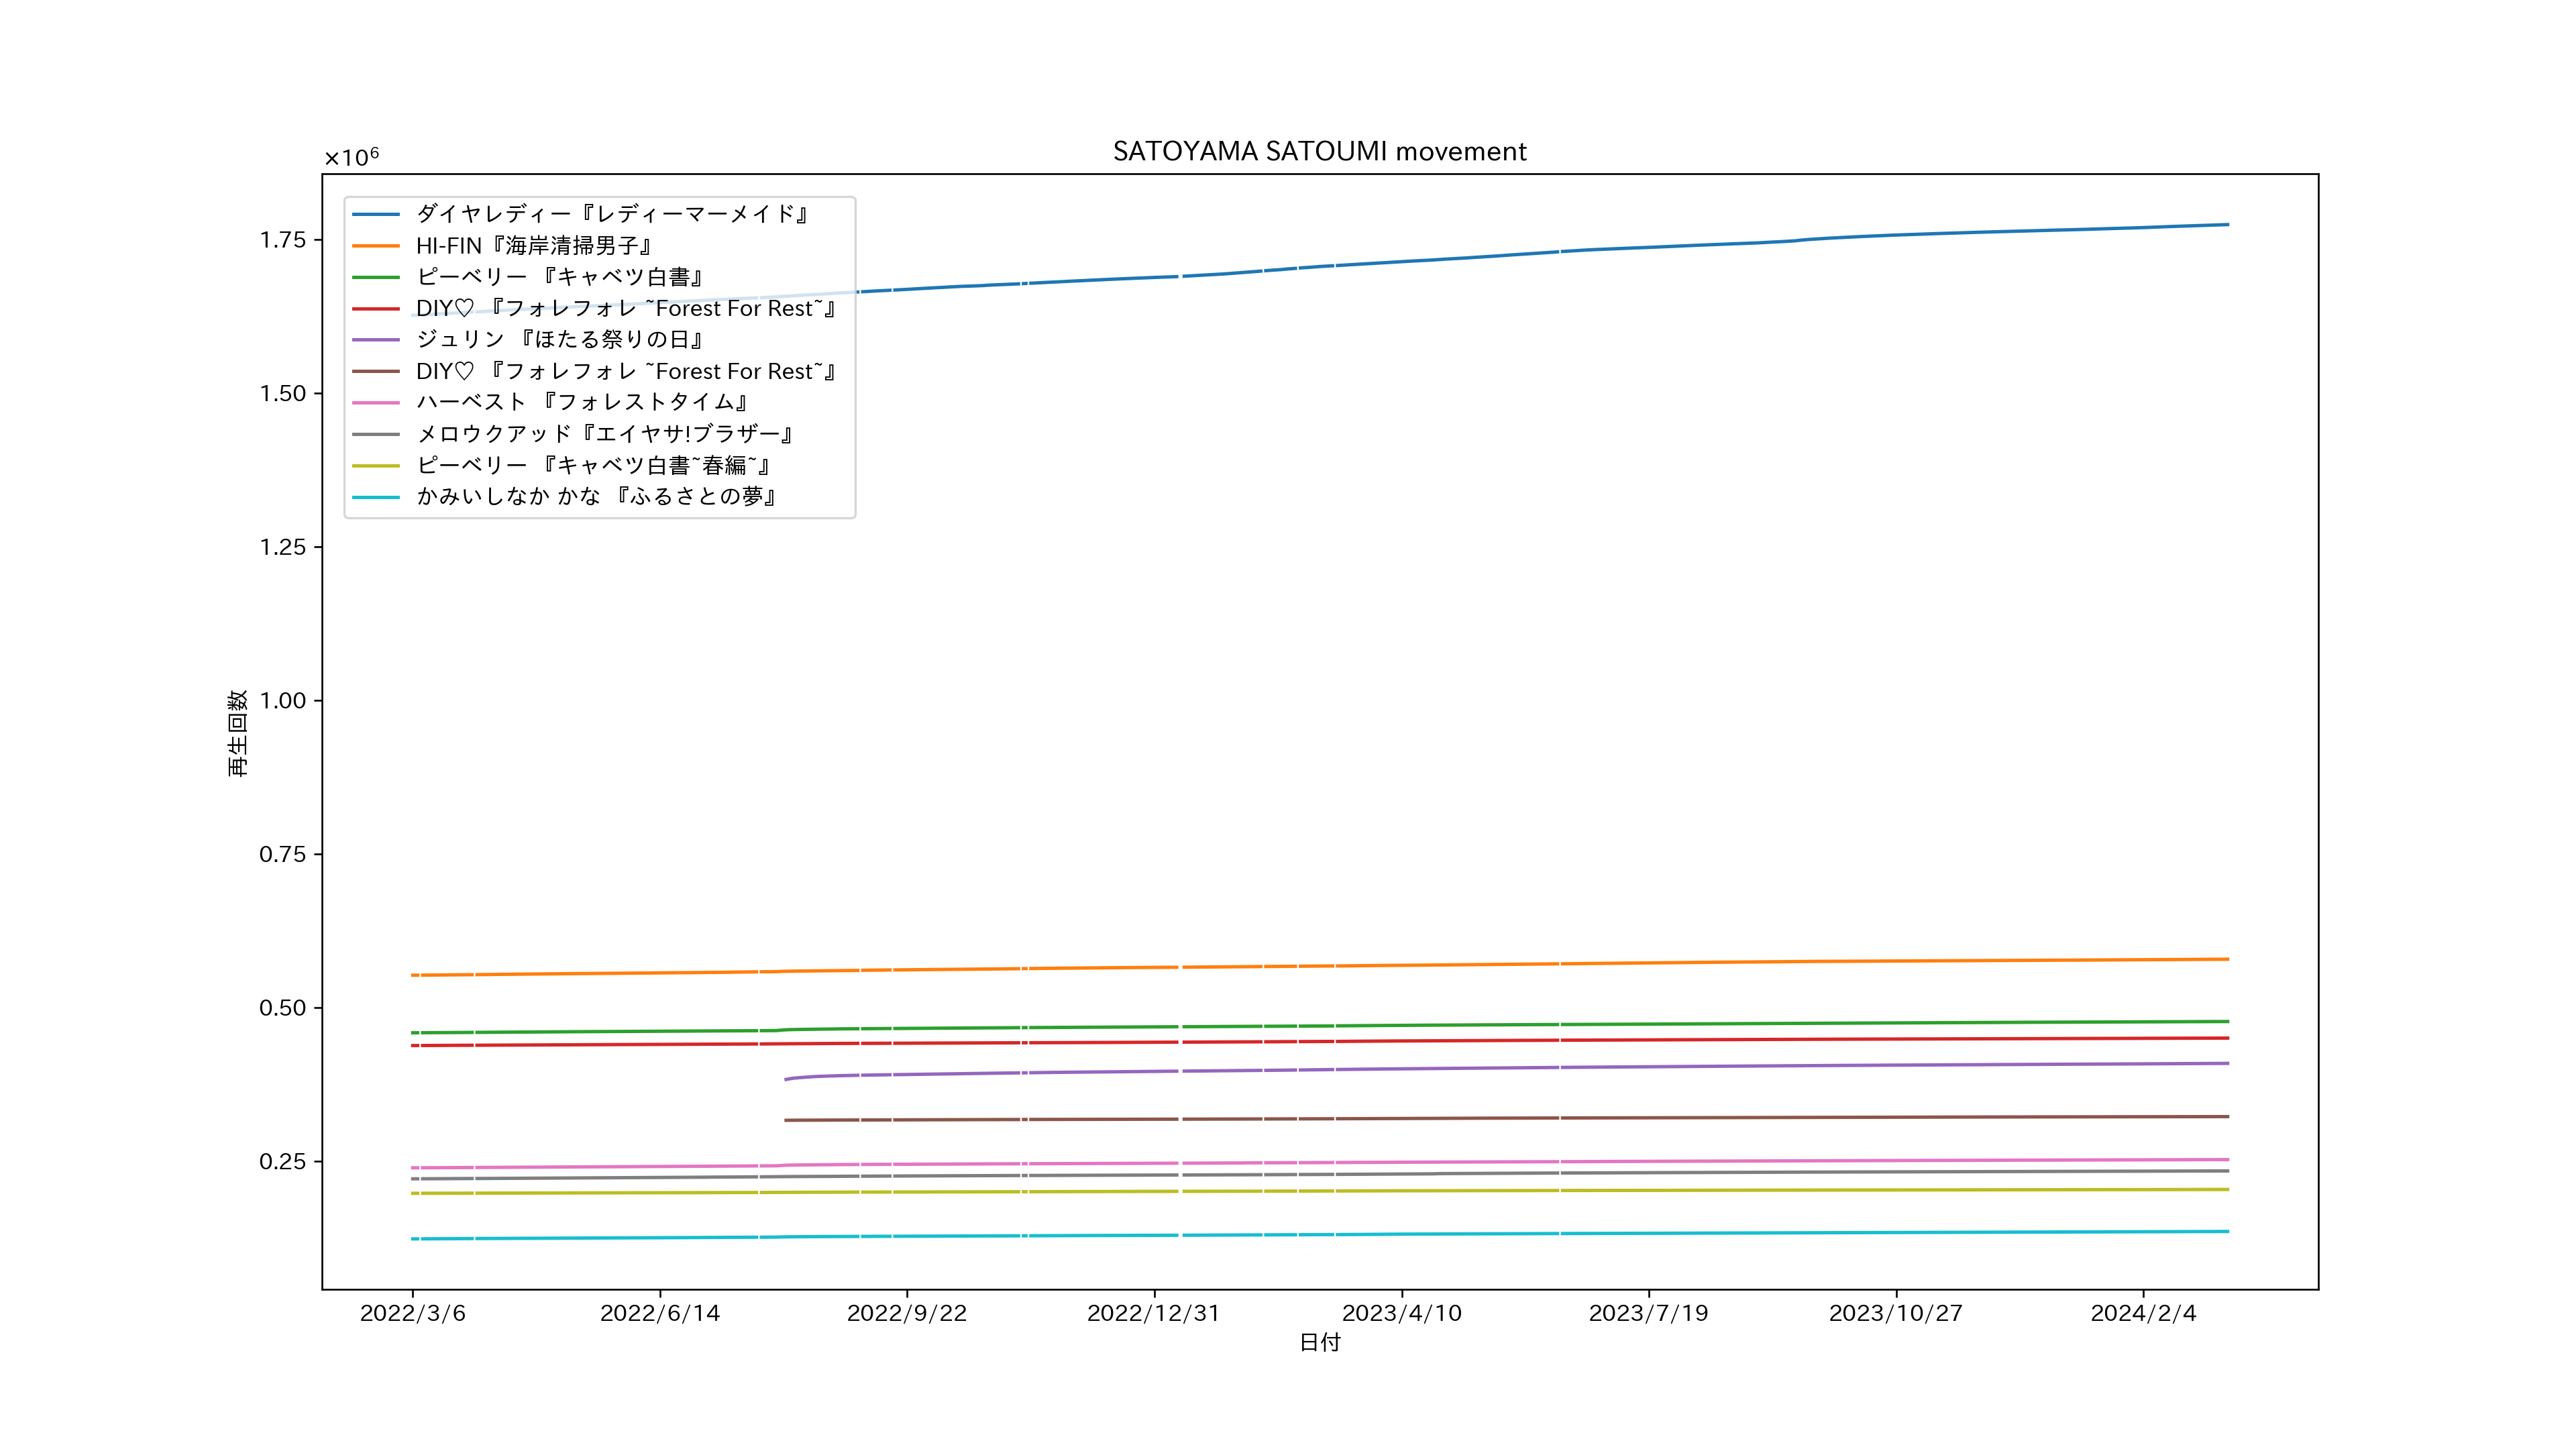 SATOYAMA SATOUMI movement
×10⁶
ダイヤレディー『レディーマーメイド』
HI-FIN『海岸清掃男子』
ピーベリー 『キャベツ白書』
DIY♡ 『フォレフォレ ~Forest For Rest~』
ジュリン 『ほたる祭りの日』
DIY♡ 『フォレフォレ ~Forest For Rest~』
ハーベスト 『フォレストタイム』
メロウクアッド『エイヤサ!ブラザー』
ピーベリー 『キャベツ白書~春編~』
かみいしなか かな 『ふるさとの夢』
1.75
1.50
1.25
1.00
0.75
0.50
0.25
再生回数
2022/3/6
2022/6/14
2022/9/22
2022/12/31
2023/4/10
2023/7/19
2023/10/27
2024/2/4
日付